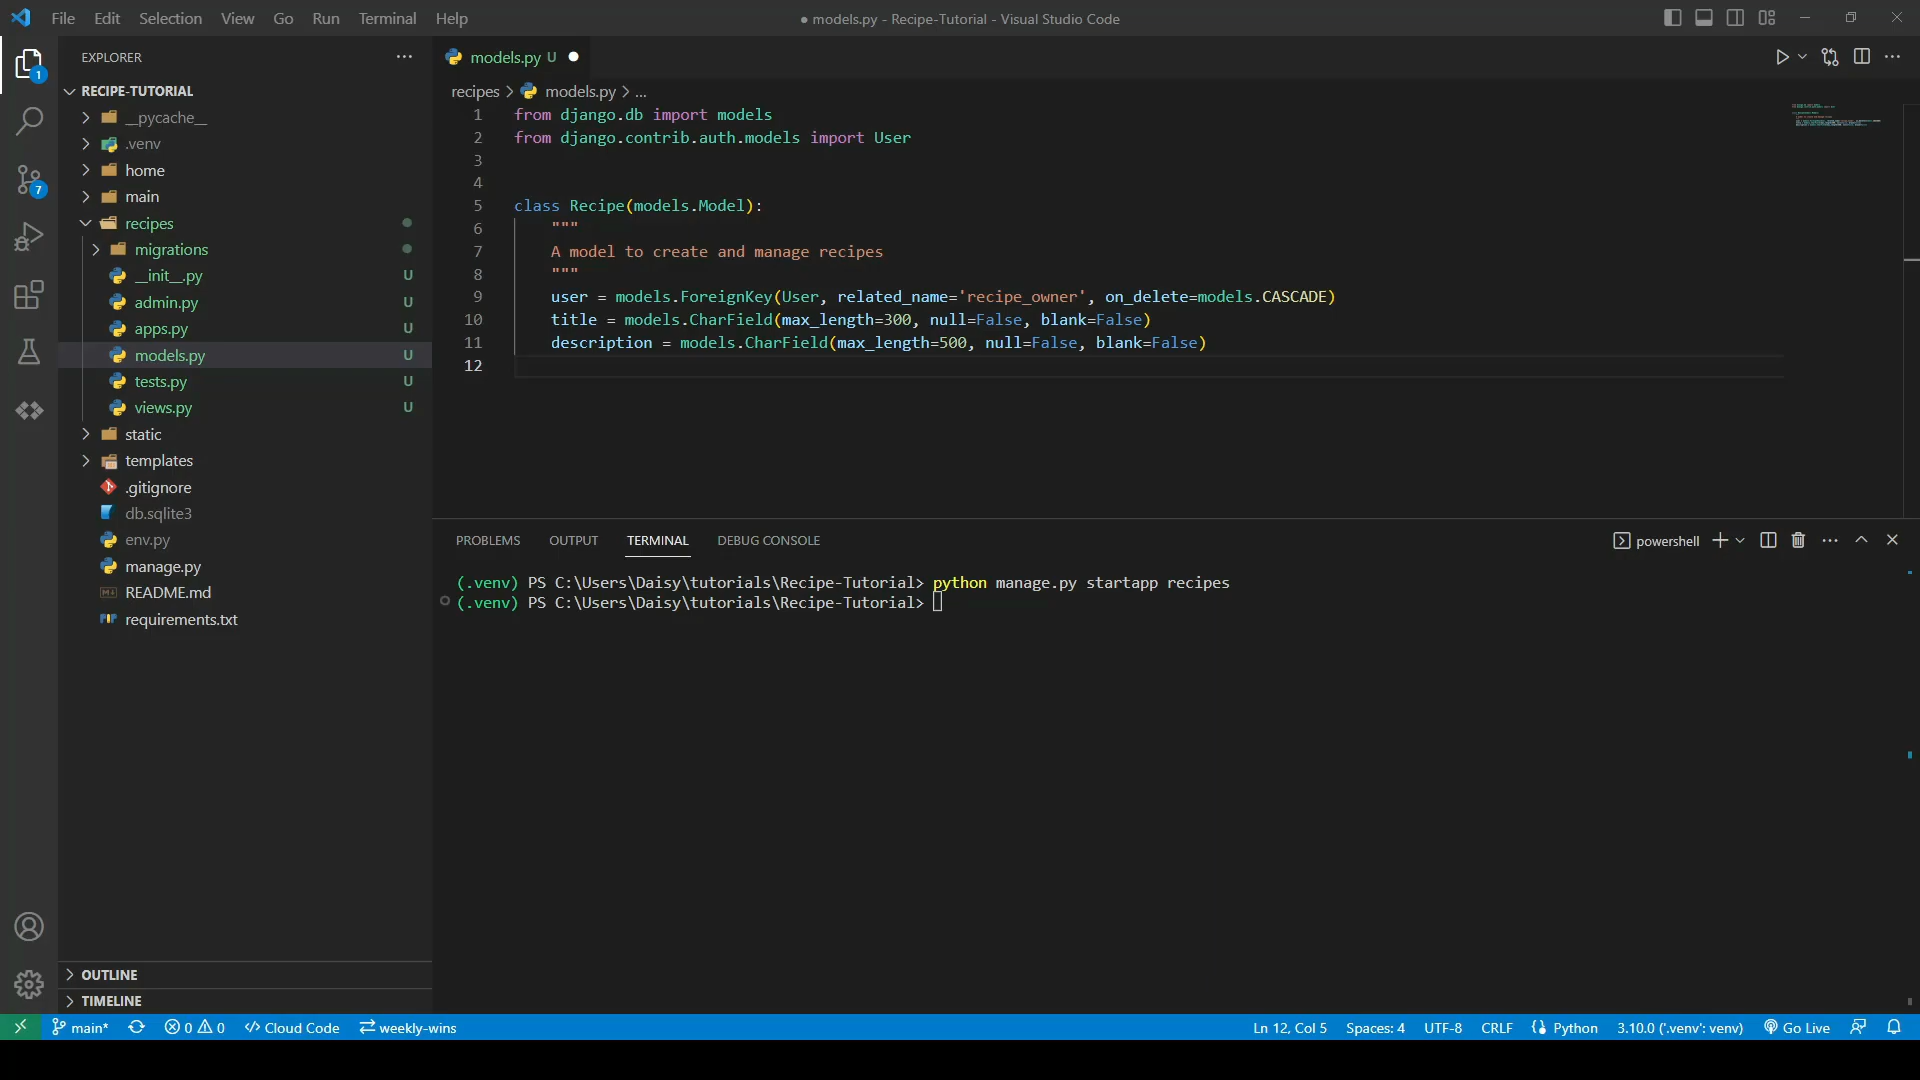 File Edit Selection View Go Run Terminal Help
● models.py - Recipe-Tutorial - Visual Studio Code
EXPLORER
RECIPE-TUTORIAL
__pycache__
.venv
home
main
recipes
migrations
__init__.py U
admin.py U
apps.py U
models.py U
tests.py U
views.py U
static
templates
.gitignore
db.sqlite3
env.py
manage.py
README.md
requirements.txt
OUTLINE
TIMELINE
1
7
models.py U
recipes > models.py > ...
1 from django.db import models
2 from django.contrib.auth.models import User
3
4
5 class Recipe(models.Model):
6 """
7 A model to create and manage recipes
8 """
9 user = models.ForeignKey(User, related_name='recipe_owner', on_delete=models.CASCADE)
10 title = models.CharField(max_length=300, null=False, blank=False)
11 description = models.CharField(max_length=500, null=False, blank=False)
12
PROBLEMS OUTPUT TERMINAL DEBUG CONSOLE
powershell
(.venv) PS C:\Users\Daisy\tutorials\Recipe-Tutorial> python manage.py startapp recipes
(.venv) PS C:\Users\Daisy\tutorials\Recipe-Tutorial>
main* 0 0 Cloud Code weekly-wins
Ln 12, Col 5 Spaces: 4 UTF-8 CRLF Python 3.10.0 ('.venv': venv) Go Live